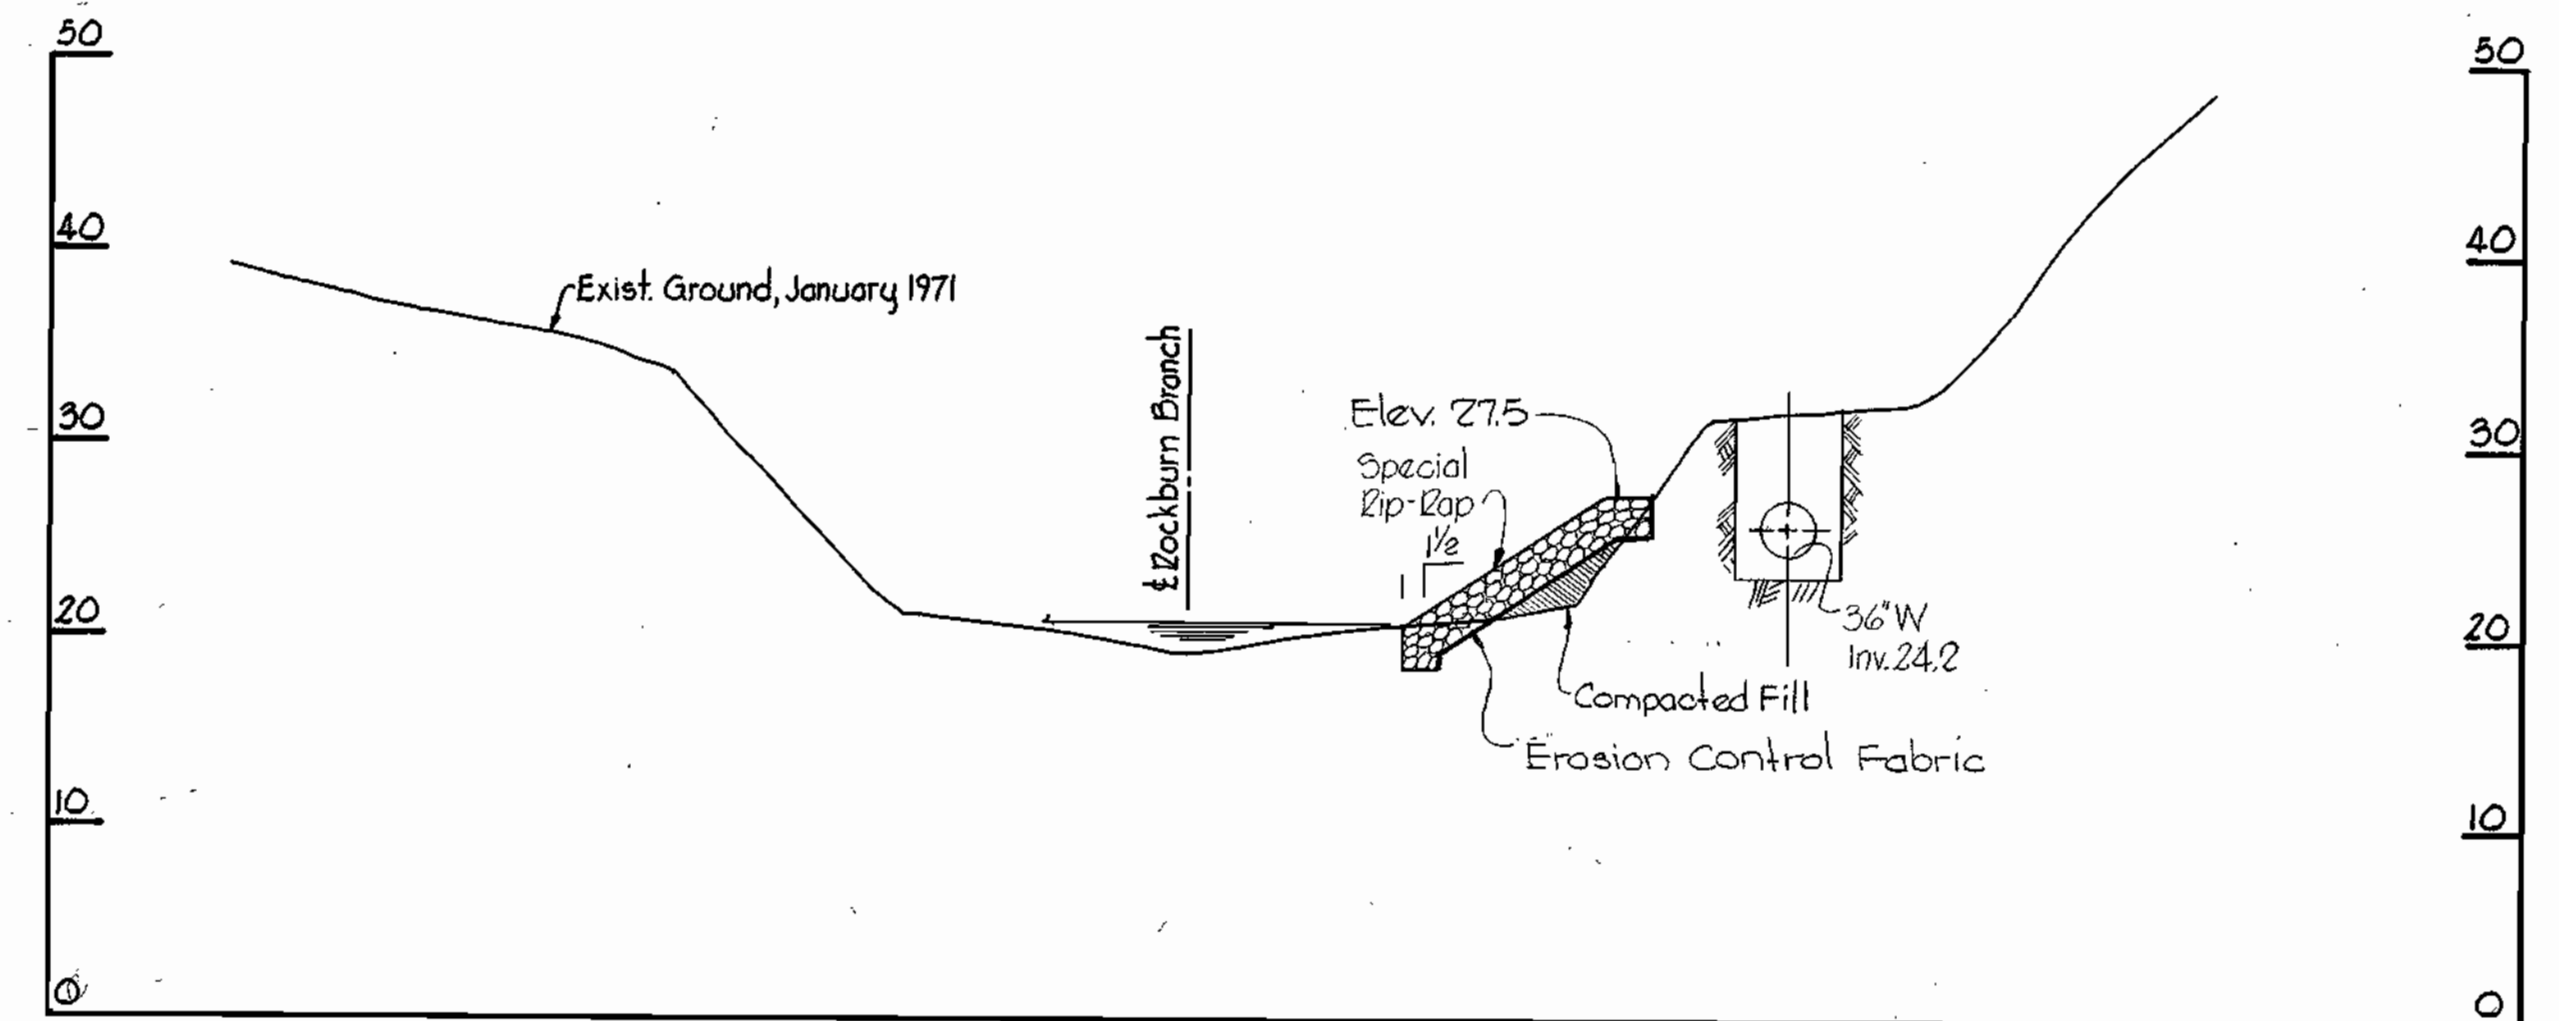 50
50
40
40
Exist. Ground, January 1971
℄ Rockburn Branch
30
30
Elev. 27.5
Special
Rip-Rap
1½
1
20
20
36"W
Inv. 24.2
Compacted Fill
Erosion Control Fabric
10
10
0
0